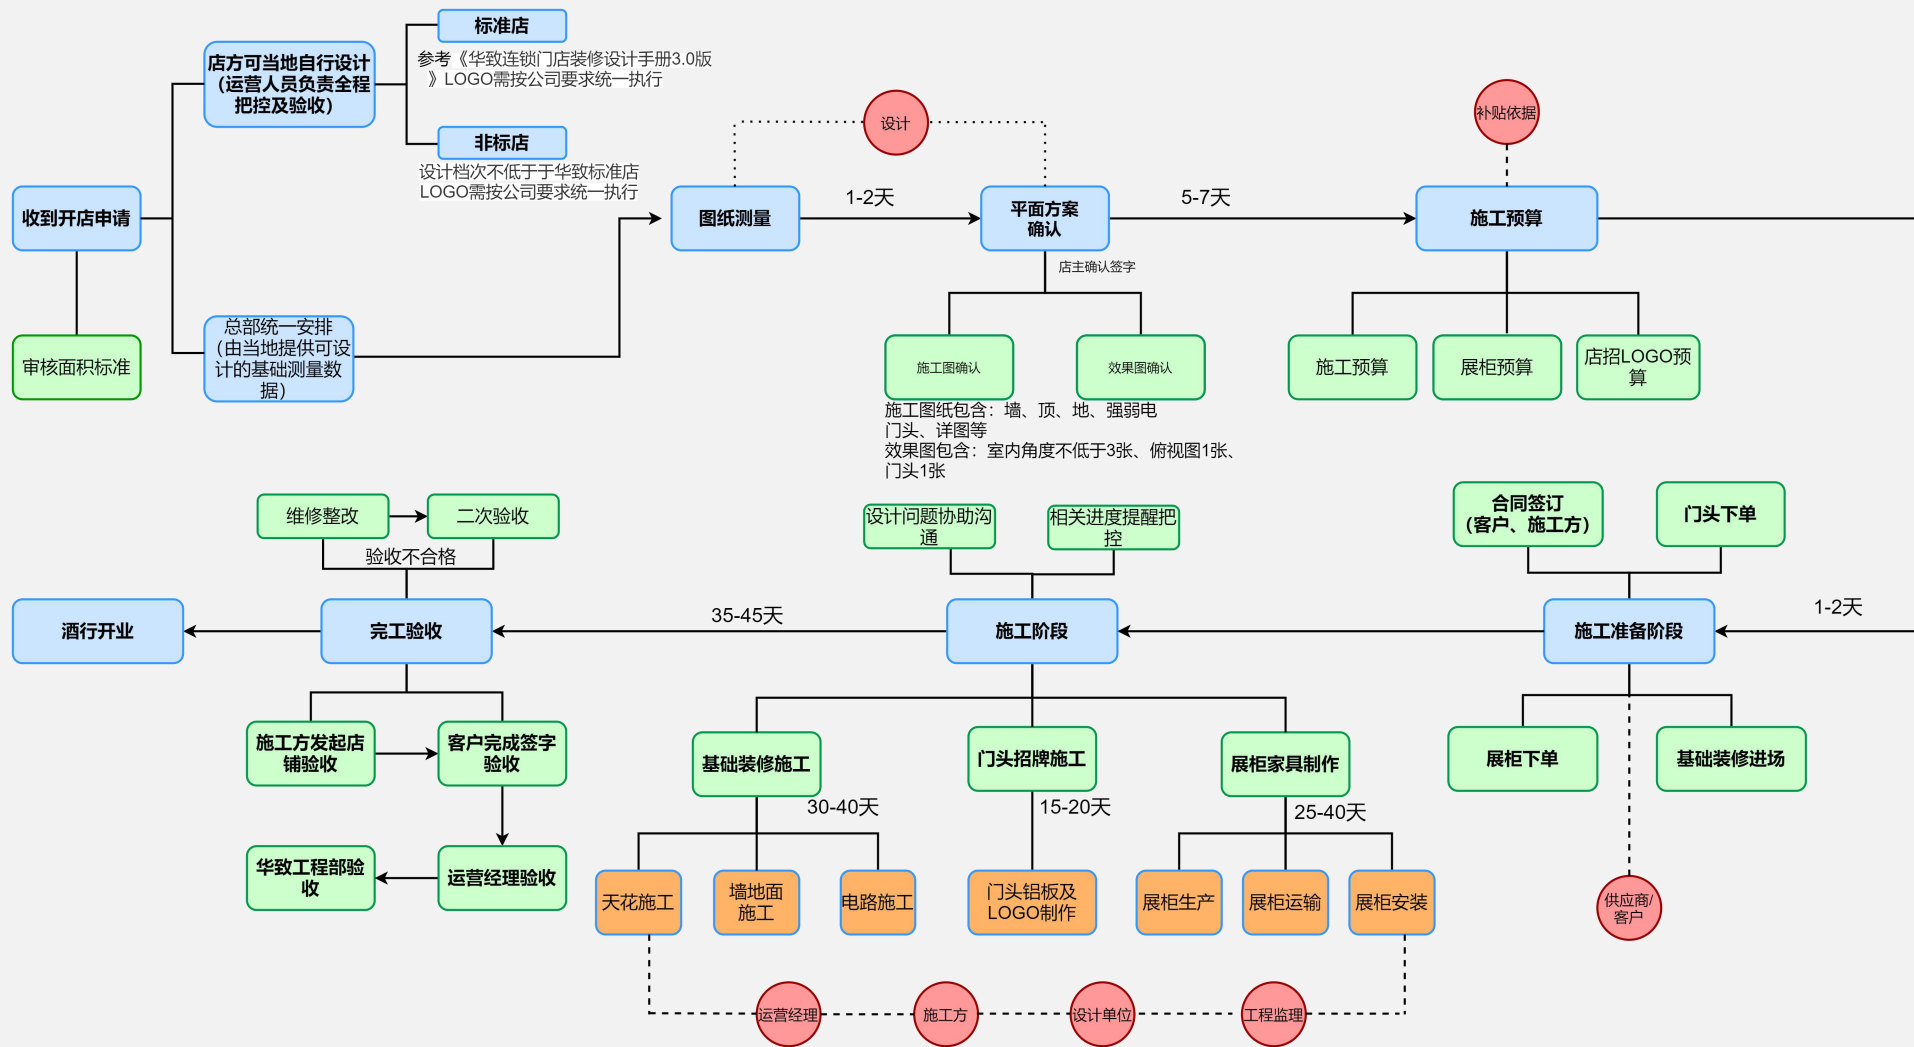 标准店
参考《华致连锁门店装修设计手册3.0版
》LOGO需按公司要求统一执行
店方可当地自行设计
（运营人员负责全程
把控及验收）
非标店
设计档次不低于于华致标准店
LOGO需按公司要求统一执行
收到开店申请
审核面积标准
总部统一安排
（由当地提供可设
计的基础测量数
据）
设计
图纸测量
1-2天
平面方案
确认
5-7天
补贴依据
施工预算
店主确认签字
施工图确认
效果图确认
施工图纸包含：墙、顶、地、强弱电
门头、详图等
效果图包含：室内角度不低于3张、俯视图1张、
门头1张
施工预算
展柜预算
店招LOGO预
算
维修整改
二次验收
验收不合格
设计问题协助沟
通
相关进度提醒把
控
合同签订
（客户、施工方）
门头下单
酒行开业
完工验收
35-45天
施工阶段
施工准备阶段
1-2天
施工方发起店
铺验收
客户完成签字
验收
华致工程部验
收
运营经理验收
基础装修施工
30-40天
门头招牌施工
15-20天
展柜家具制作
25-40天
展柜下单
基础装修进场
天花施工
墙地面
施工
电路施工
门头铝板及
LOGO制作
展柜生产
展柜运输
展柜安装
供应商/
客户
运营经理
施工方
设计单位
工程监理